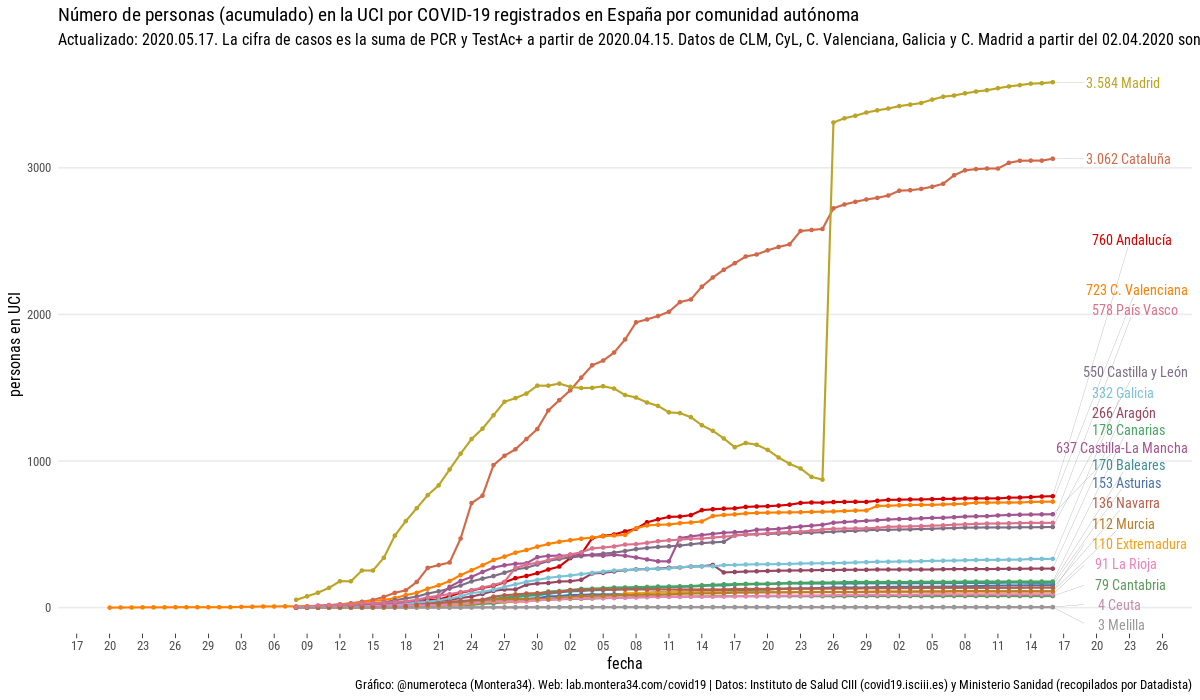 Número de personas (acumulado) en la UCI por COVID-19 registrados en España por comunidad autónoma
Actualizado: 2020.05.17. La cifra de casos es la suma de PCR y TestAc+ a partir de 2020.04.15. Datos de CLM, CyL, C. Valenciana, Galicia y C. Madrid a partir del 02.04.2020 son
personas en UCI
3000
2000
1000
0
3.584 Madrid
3.062 Cataluña
760 Andalucía
723 C. Valenciana
578 País Vasco
550 Castilla y León
332 Galicia
266 Aragón
178 Canarias
637 Castilla-La Mancha
170 Baleares
153 Asturias
136 Navarra
112 Murcia
110 Extremadura
91 La Rioja
79 Cantabria
4 Ceuta
3 Melilla
17 20 23 26 29 03 06 09 12 15 18 21 24 27 30 02 05 08 11 14 17 20 23 26 29 02 05 08 11 14 17 20 23 26
fecha
Gráfico: @numeroteca (Montera34). Web: lab.montera34.com/covid19 | Datos: Instituto de Salud CIII (covid19.isciii.es) y Ministerio Sanidad (recopilados por Datadista)